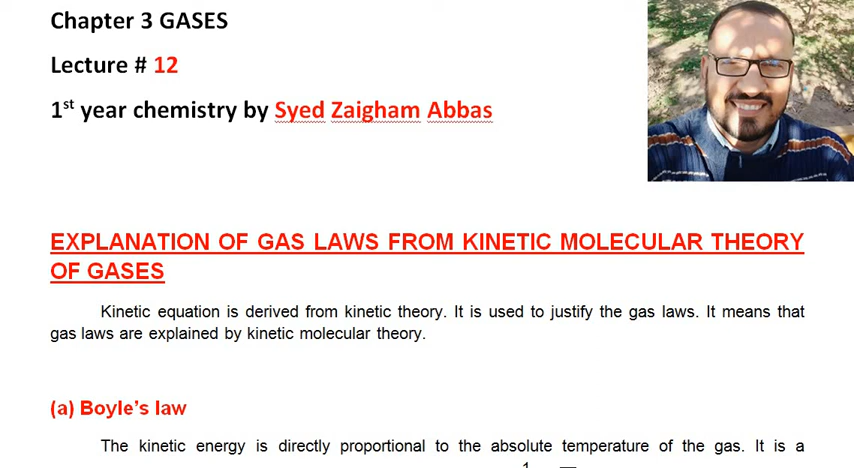 Chapter 3 GASES
Lecture # 12
1st year chemistry by Syed Zaigham Abbas
EXPLANATION OF GAS LAWS FROM KINETIC MOLECULAR THEORY
OF GASES
Kinetic equation is derived from kinetic theory. It is used to justify the gas laws. It means that
gas laws are explained by kinetic molecular theory.
(a) Boyle's law
The kinetic energy is directly proportional to the absolute temperature of the gas. It is a